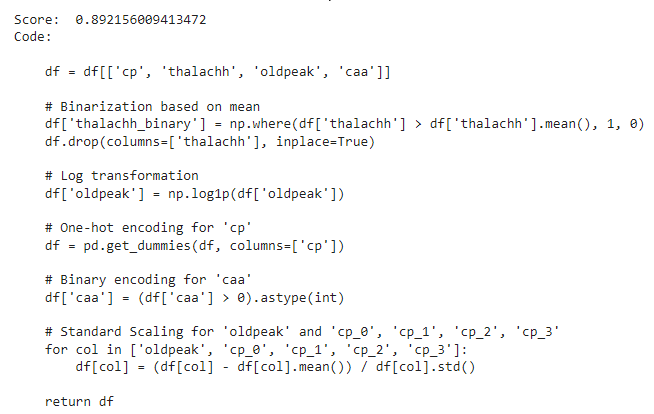 Score:  0.892156009413472
Code:
    df = df[['cp', 'thalachh', 'oldpeak', 'caa']]
    # Binarization based on mean
    df['thalachh_binary'] = np.where(df['thalachh'] > df['thalachh'].mean(), 1, 0)
    df.drop(columns=['thalachh'], inplace=True)
    # Log transformation
    df['oldpeak'] = np.log1p(df['oldpeak'])
    # One-hot encoding for 'cp'
    df = pd.get_dummies(df, columns=['cp'])
    # Binary encoding for 'caa'
    df['caa'] = (df['caa'] > 0).astype(int)
    # Standard Scaling for 'oldpeak' and 'cp_0', 'cp_1', 'cp_2', 'cp_3'
    for col in ['oldpeak', 'cp_0', 'cp_1', 'cp_2', 'cp_3']:
        df[col] = (df[col] - df[col].mean()) / df[col].std()
    return df